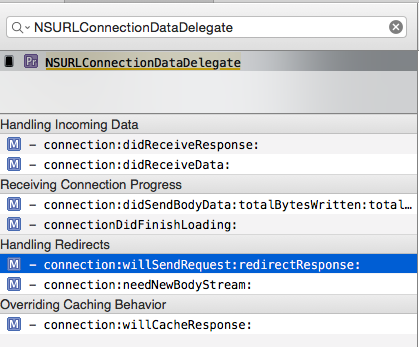 NSURLConnectionDataDelegate
Pr NSURLConnectionDataDelegate
Handling Incoming Data
M - connection:didReceiveResponse:
M - connection:didReceiveData:
Receiving Connection Progress
M - connection:didSendBodyData:totalBytesWritten:total...
M - connectionDidFinishLoading:
Handling Redirects
M - connection:willSendRequest:redirectResponse:
M - connection:needNewBodyStream:
Overriding Caching Behavior
M - connection:willCacheResponse: